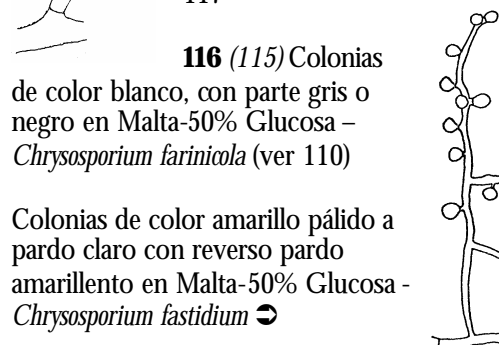 116 (115) Colonias
de color blanco, con parte gris o
negro en Malta-50% Glucosa –
Chrysosporium farinicola (ver 110)
Colonias de color amarillo pálido a
pardo claro con reverso pardo
amarillento en Malta-50% Glucosa -
Chrysosporium fastidium ➲